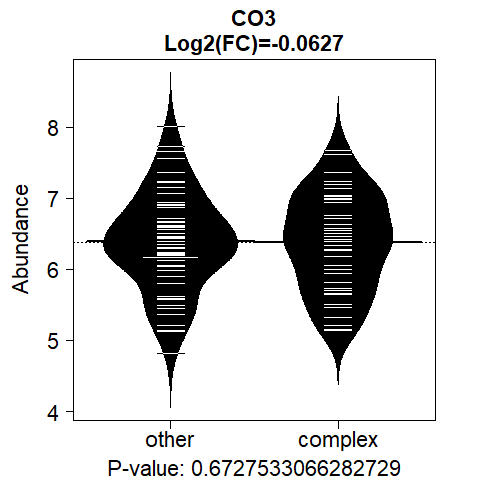 CO3
Log2(FC)=-0.0627
Abundance
8
7
6
5
4
other complex
P-value: 0.6727533066282729